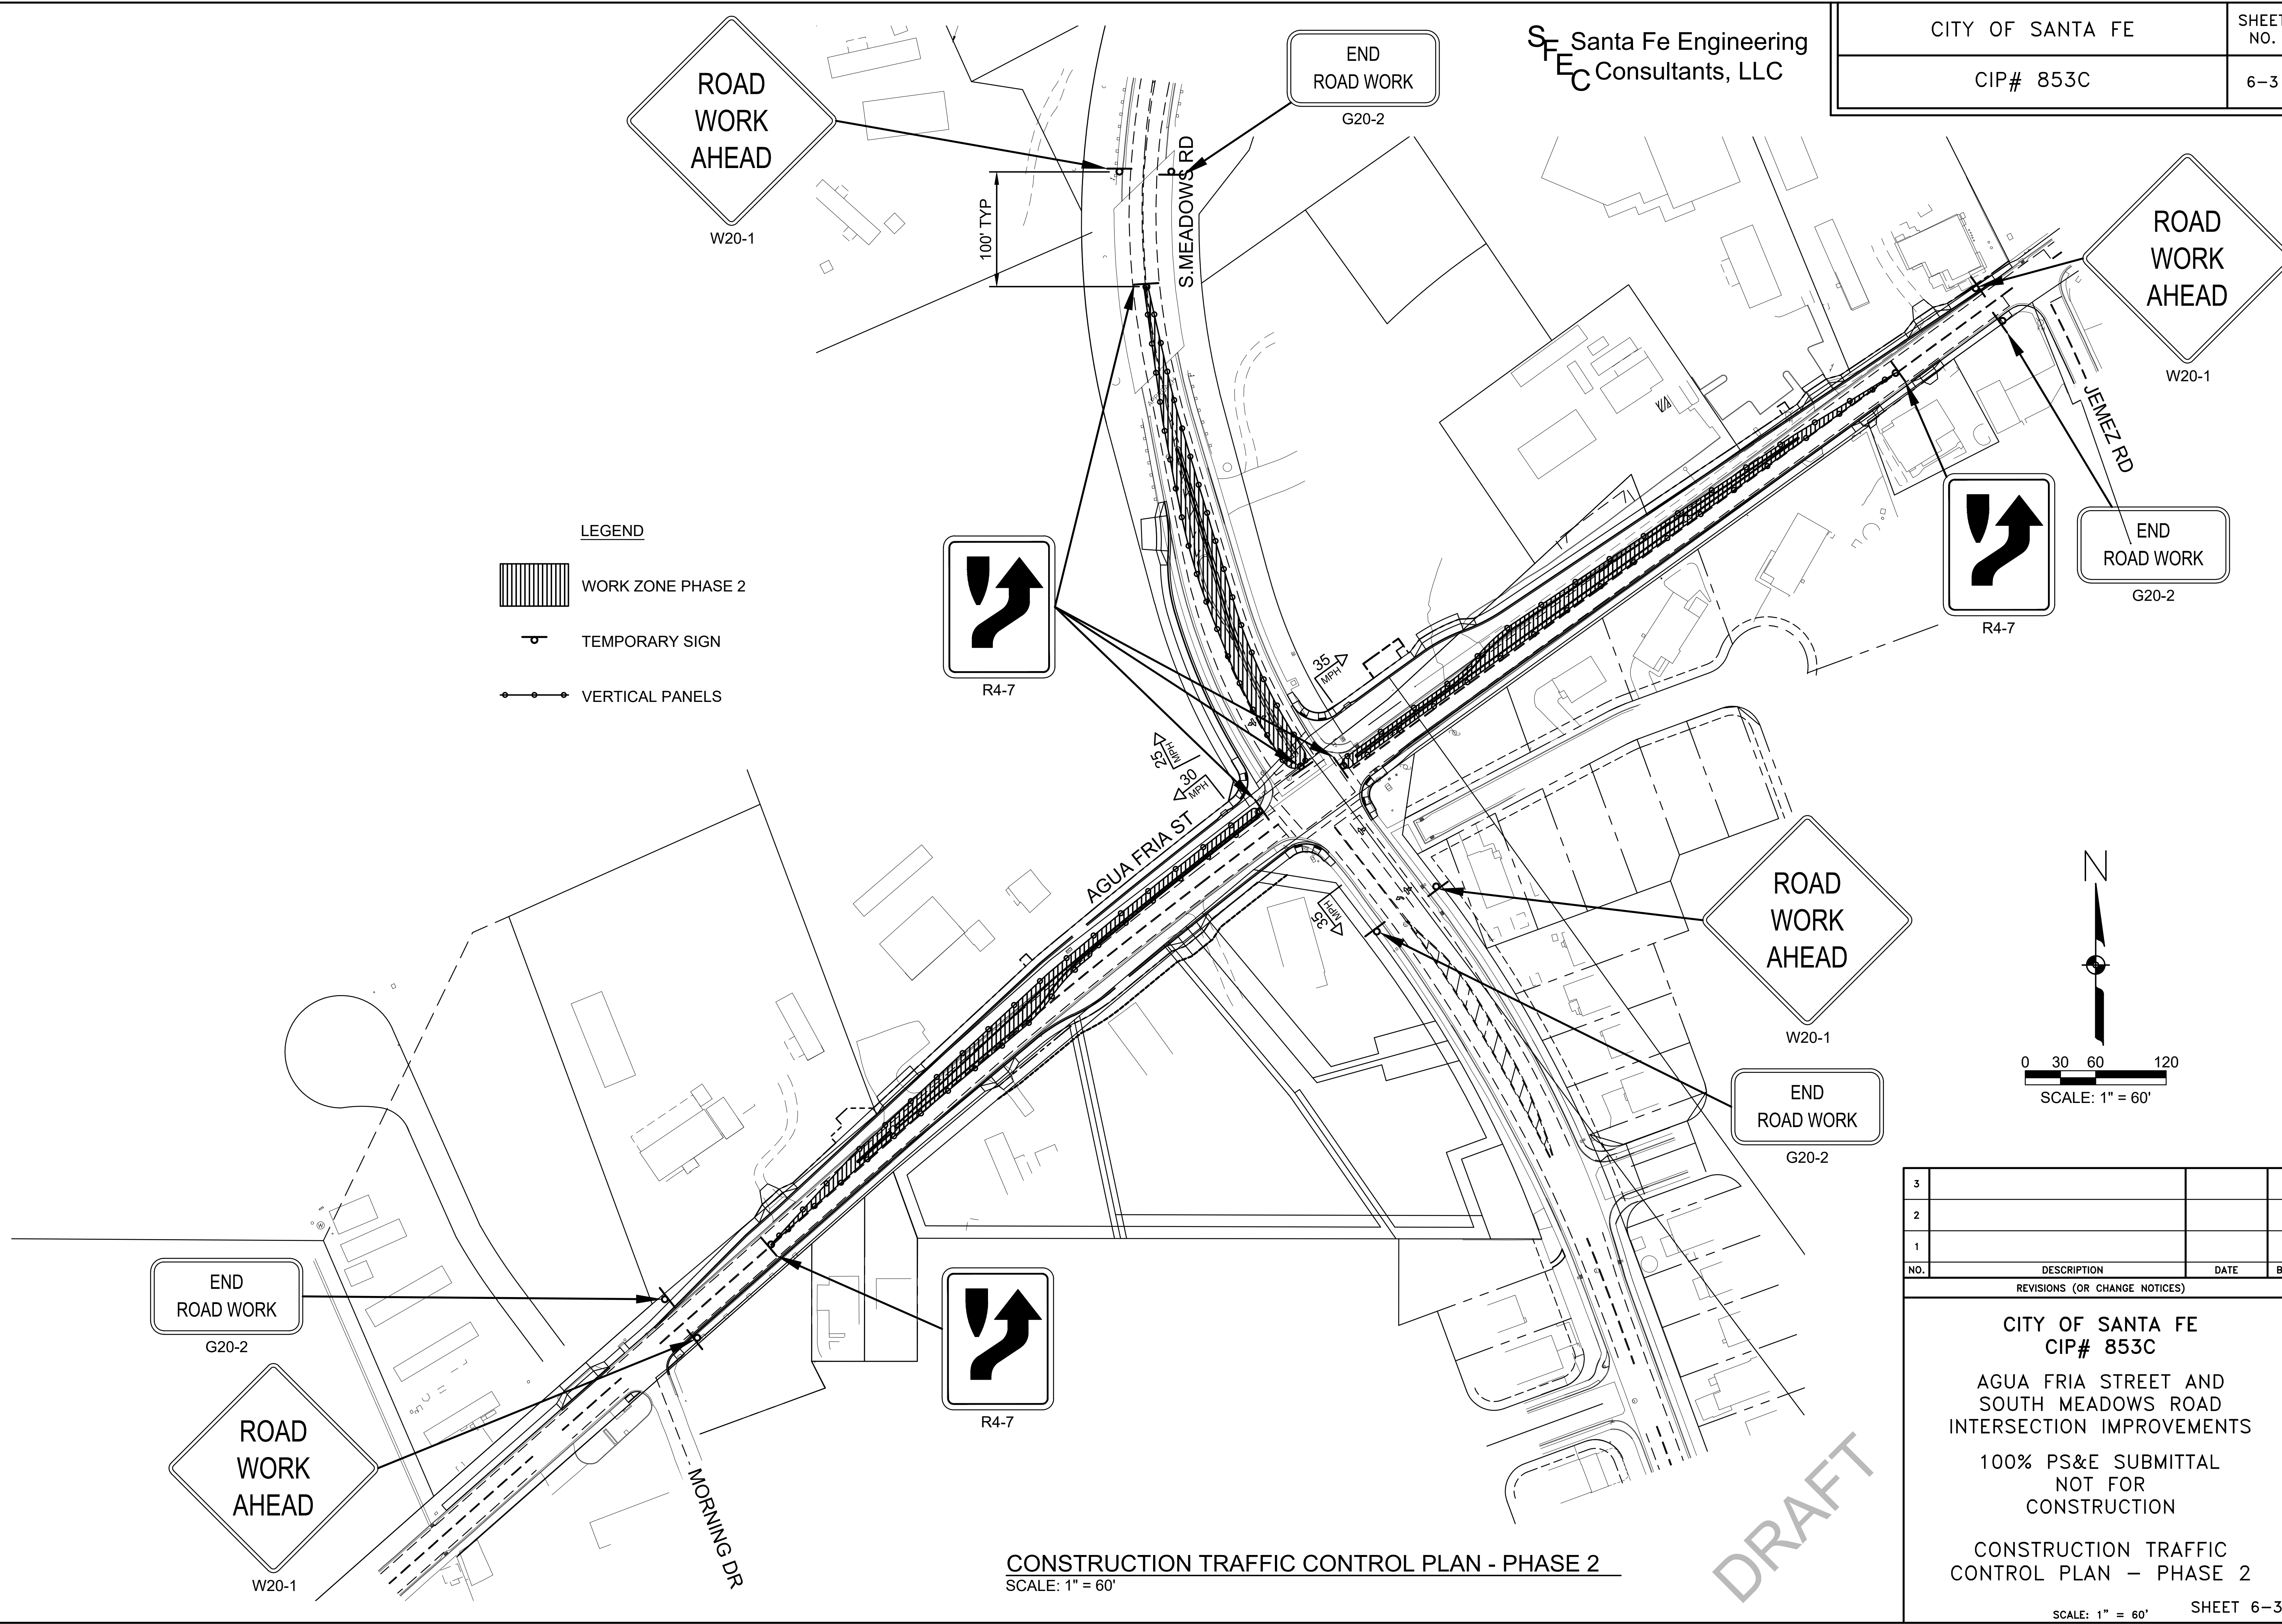 ROAD
WORK
AHEAD
W20-1
END
ROAD WORK
G20-2
SFEC Santa Fe Engineering
Consultants, LLC
CITY OF SANTA FE
SHEET
NO.
CIP# 853C
6-3
S.MEADOWS RD
100' TYP
ROAD
WORK
AHEAD
W20-1
JEMEZ RD
END
ROAD WORK
G20-2
R4-7
LEGEND
WORK ZONE PHASE 2
TEMPORARY SIGN
VERTICAL PANELS
R4-7
35
MPH
25
MPH
30
MPH
AGUA FRIA ST
35
MPH
ROAD
WORK
AHEAD
W20-1
END
ROAD WORK
G20-2
N
0 30 60 120
SCALE: 1" = 60'
END
ROAD WORK
G20-2
ROAD
WORK
AHEAD
W20-1
R4-7
MORNING DR
CONSTRUCTION TRAFFIC CONTROL PLAN - PHASE 2
SCALE: 1" = 60'
DRAFT
3
2
1
NO. DESCRIPTION DATE
REVISIONS (OR CHANGE NOTICES)
CITY OF SANTA FE
CIP# 853C
AGUA FRIA STREET AND
SOUTH MEADOWS ROAD
INTERSECTION IMPROVEMENTS
100% PS&E SUBMITTAL
NOT FOR
CONSTRUCTION
CONSTRUCTION TRAFFIC
CONTROL PLAN – PHASE 2
SCALE: 1" = 60'
SHEET 6-3